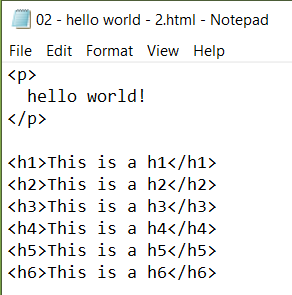 02 - hello world - 2.html - Notepad
File Edit Format View Help
<p>
  hello world!
</p>

<h1>This is a h1</h1>
<h2>This is a h2</h2>
<h3>This is a h3</h3>
<h4>This is a h4</h4>
<h5>This is a h5</h5>
<h6>This is a h6</h6>